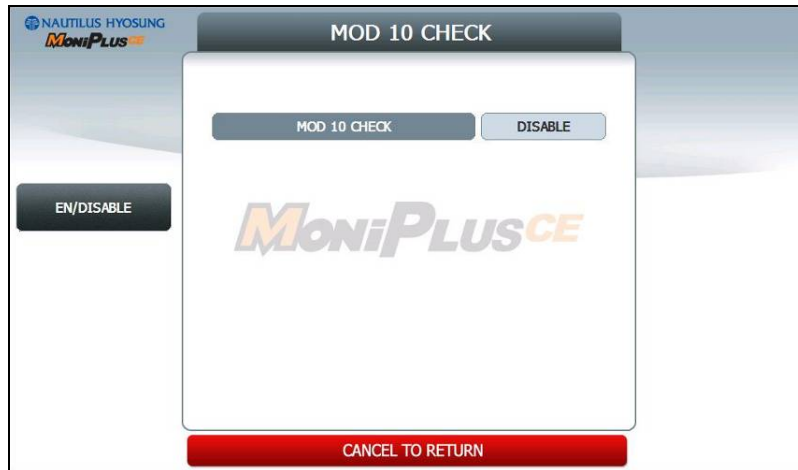 NAUTILUS HYOSUNG
MoniPlusCE
MOD 10 CHECK
MOD 10 CHECK DISABLE
EN/DISABLE
MoniPlusCE
CANCEL TO RETURN